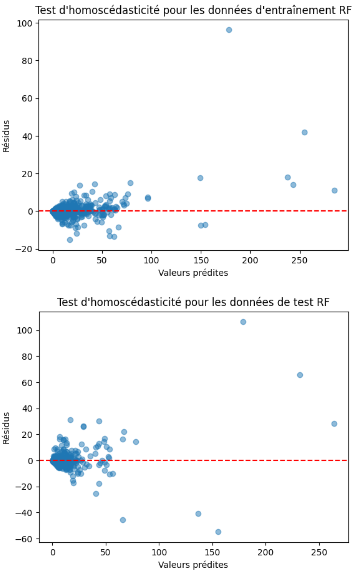 Test d'homoscédasticité pour les données d'entraînement RF
100
80
60
40
20
0
−20
Résidus
0 50 100 150 200 250
Valeurs prédites
Test d'homoscédasticité pour les données de test RF
100
80
60
40
20
0
−20
−40
−60
Résidus
0 50 100 150 200 250
Valeurs prédites